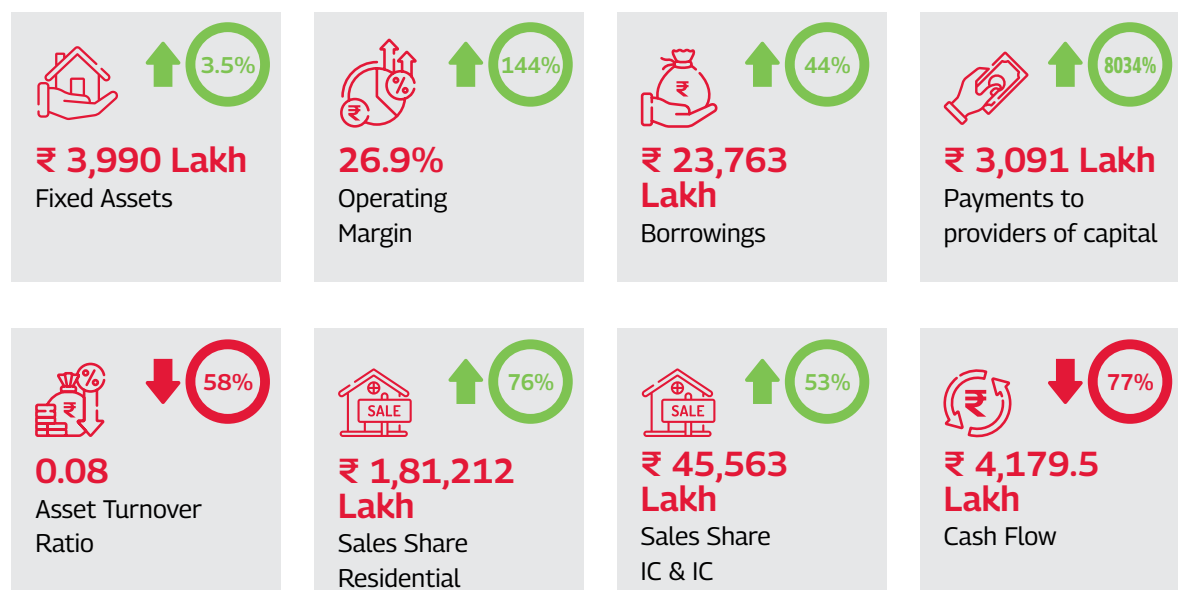 3.5%
₹
₹ 3,990 Lakh
Fixed Assets
144%
%
₹
26.9%
Operating
Margin
44%
₹
₹ 23,763
Lakh
Borrowings
8034%
₹ 3,091 Lakh
Payments to
providers of capital
58%
%
₹
0.08
Asset Turnover
Ratio
76%
SALE
₹ 1,81,212
Lakh
Sales Share
Residential
53%
SALE
₹ 45,563
Lakh
Sales Share
IC & IC
77%
₹
₹ 4,179.5
Lakh
Cash Flow